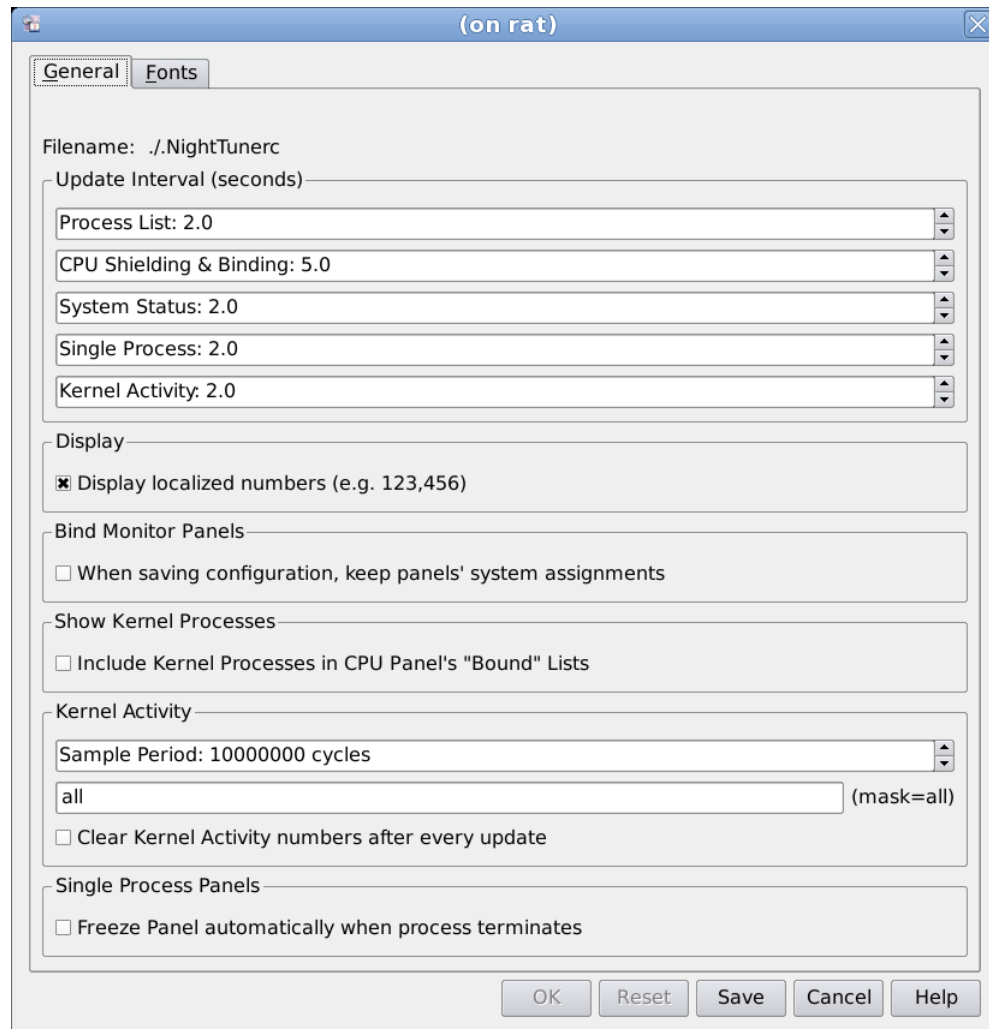 (on rat)
General Fonts
Filename: ./.NightTunerc
Update Interval (seconds)
Process List: 2.0
CPU Shielding & Binding: 5.0
System Status: 2.0
Single Process: 2.0
Kernel Activity: 2.0
Display
Display localized numbers (e.g. 123,456)
Bind Monitor Panels
When saving configuration, keep panels' system assignments
Show Kernel Processes
Include Kernel Processes in CPU Panel's "Bound" Lists
Kernel Activity
Sample Period: 10000000 cycles
all (mask=all)
Clear Kernel Activity numbers after every update
Single Process Panels
Freeze Panel automatically when process terminates
OK Reset Save Cancel Help